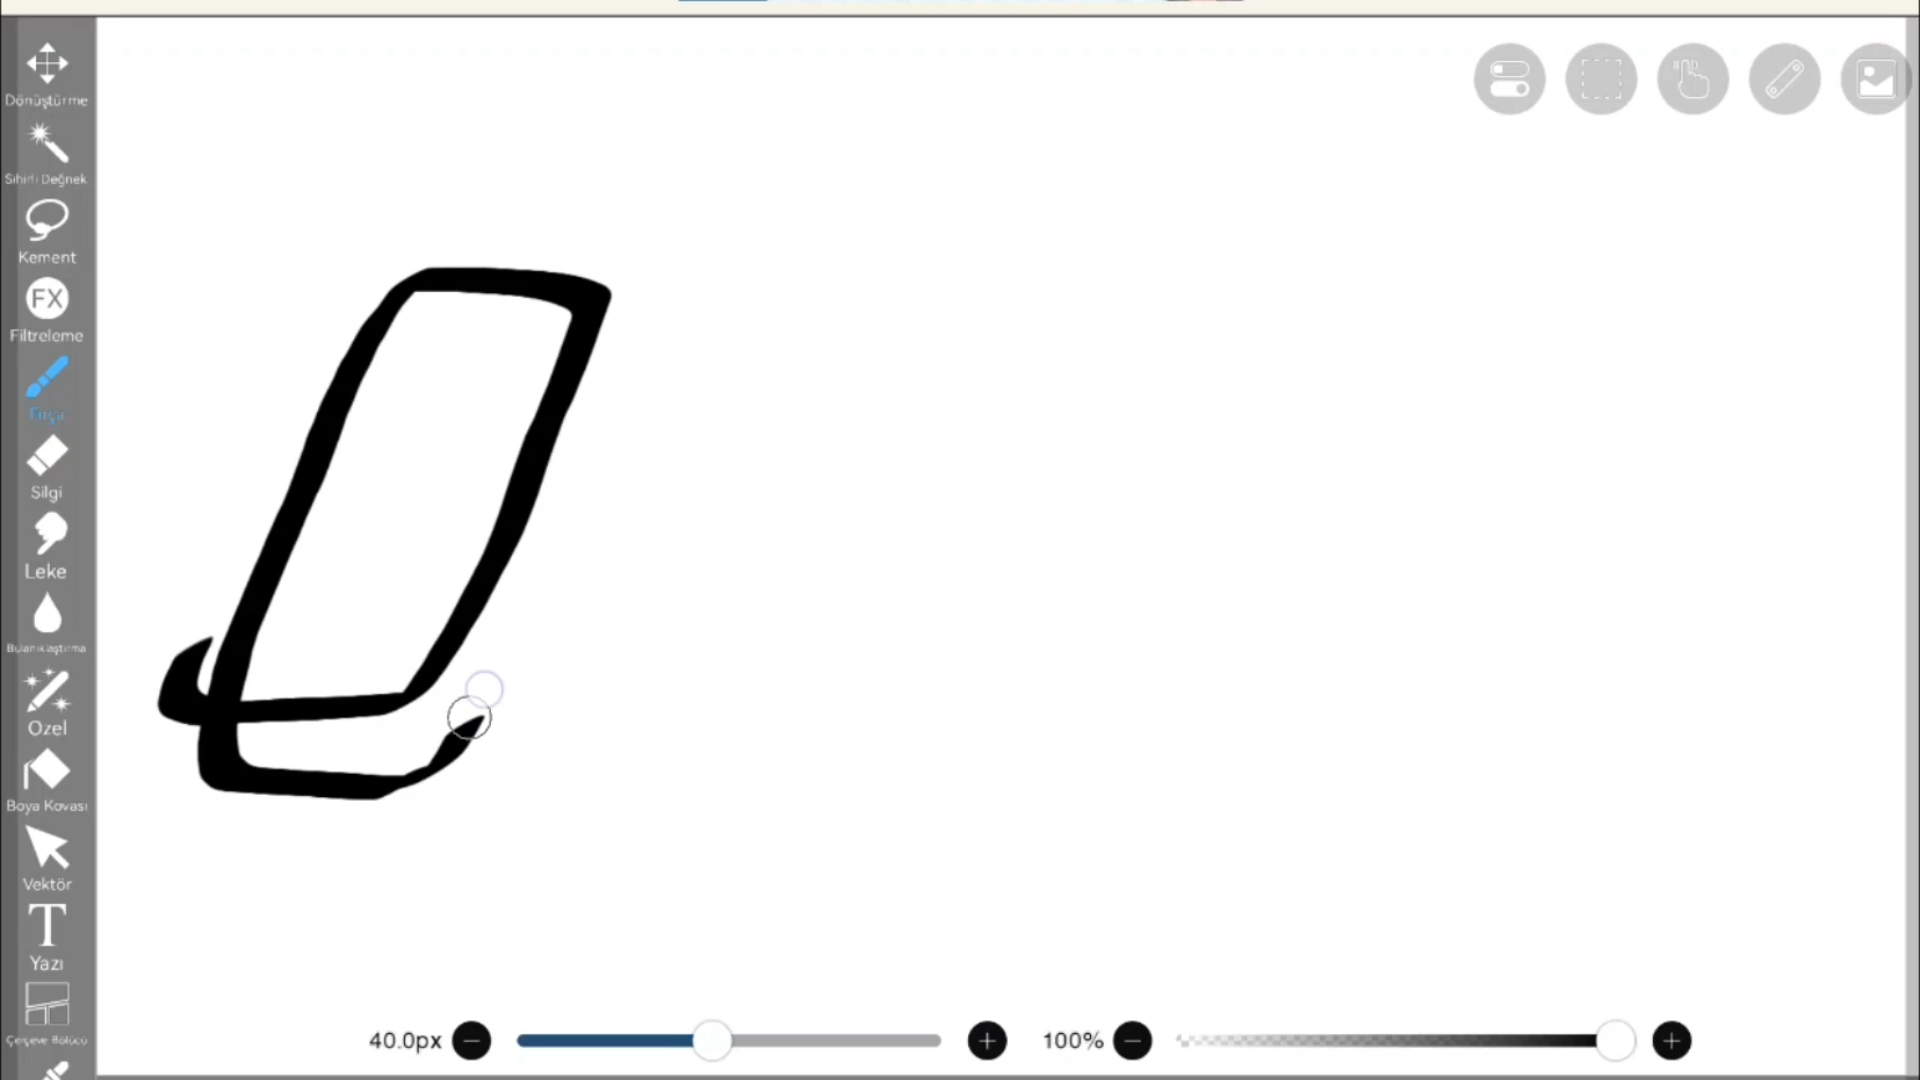 Dönüştürme
Sihirli Değnek
Kement
FX
Filtreleme
Fırça
Silgi
Leke
Bulanıklaştırma
Özel
Boya Kovası
Vektör
T
Yazı
Çerçeve Bölücü
40.0px
100%